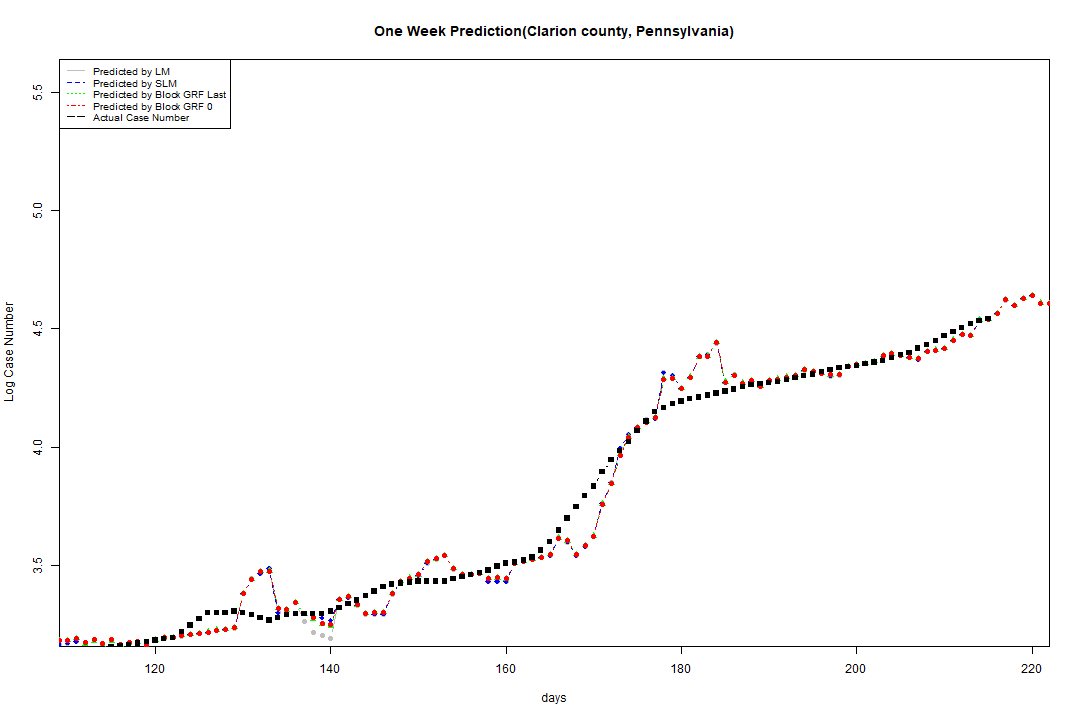 One Week Prediction(Clarion county, Pennsylvania)
Predicted by LM
Predicted by SLM
Predicted by Block GRF Last
Predicted by Block GRF 0
Actual Case Number
5.5
5.0
4.5
4.0
3.5
Log Case Number
120 140 160 180 200 220
days